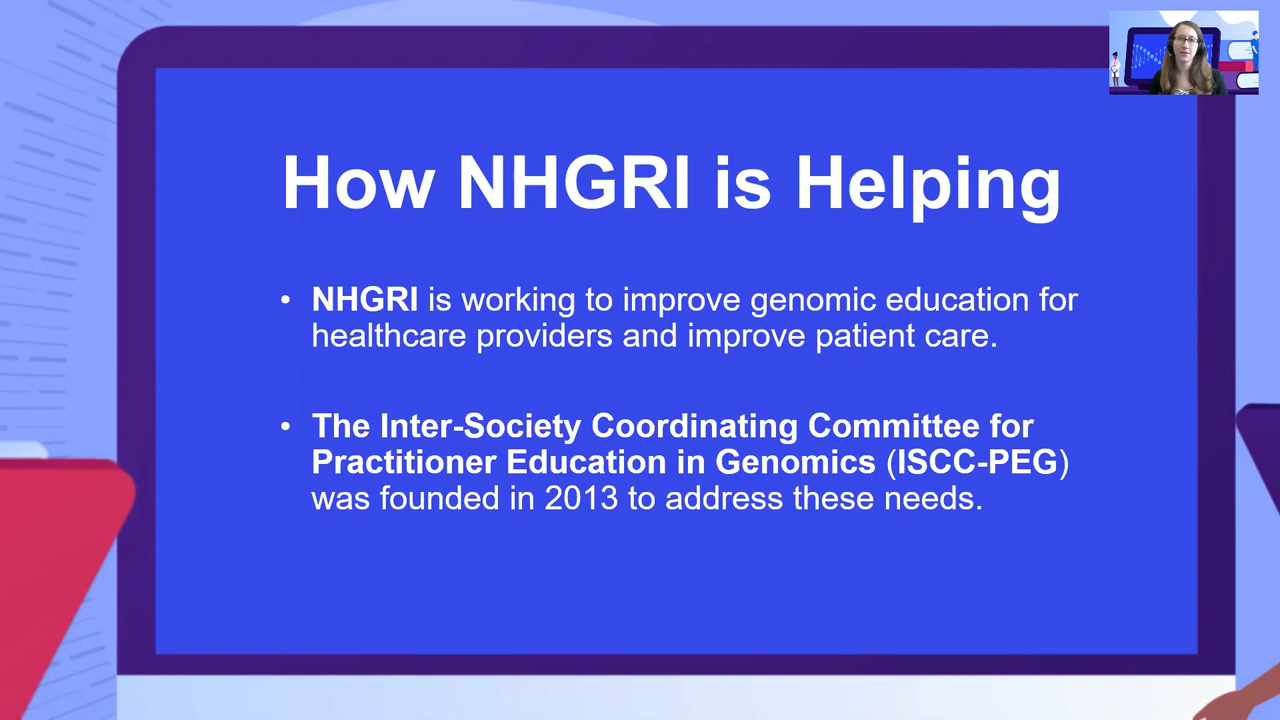 How NHGRI is Helping
• NHGRI is working to improve genomic education for
healthcare providers and improve patient care.
• The Inter-Society Coordinating Committee for
Practitioner Education in Genomics (ISCC-PEG)
was founded in 2013 to address these needs.